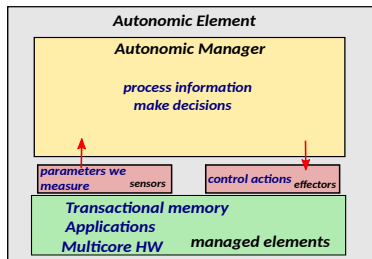 Autonomic Element
Autonomic Manager
process information
make decisions
parameters we
measure sensors
control actions effectors
Transactional memory
Applications
Multicore HW managed elements